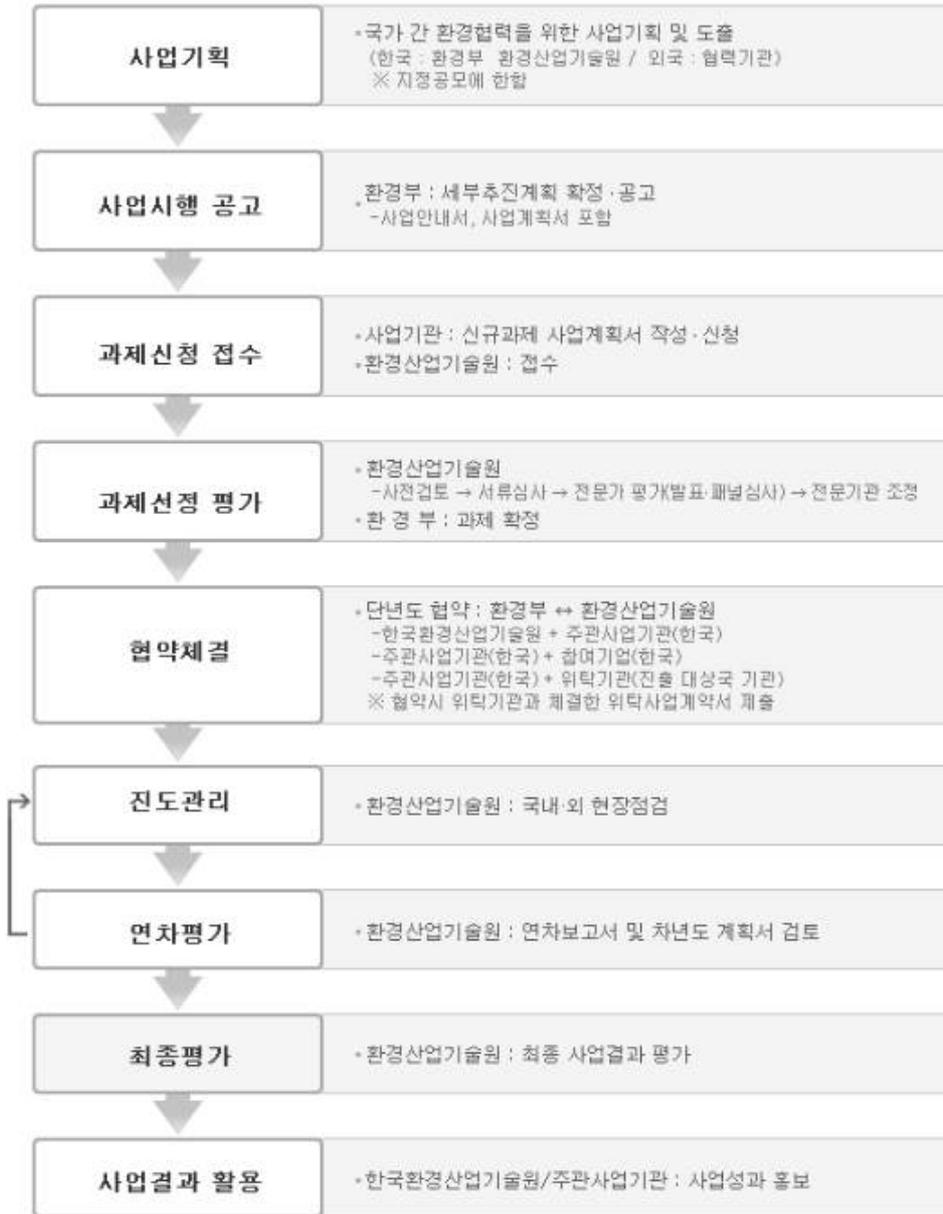 사업기획
•국가 간 환경협력을 위한 사업기획 및 도출
(한국 : 환경부 환경산업기술원 / 외국 : 협력기관)
※ 지정공모에 한함
사업시행 공고
•환경부 : 세부추진계획 확정·공고
-사업안내서, 사업계획서 포함
과제신청 접수
•사업기관 : 신규과제 사업계획서 작성·신청
•환경산업기술원 : 접수
과제선정 평가
•환경산업기술원
-사전검토 → 서류심사 → 전문가 평가(발표·패널심사) → 전문기관 조정
•환 경 부 : 과제 확정
협약체결
•단년도 협약 : 환경부 ↔ 환경산업기술원
-한국환경산업기술원 + 주관사업기관(한국)
-주관사업기관(한국) + 참여기업(한국)
-주관사업기관(한국) + 위탁기관(진출 대상국 기관)
※ 협약시 위탁기관과 체결한 위탁사업계약서 제출
진도관리
•환경산업기술원 : 국내·외 현장점검
연차평가
•환경산업기술원 : 연차보고서 및 차년도 계획서 검토
최종평가
•환경산업기술원 : 최종 사업결과 평가
사업결과 활용
•한국환경산업기술원/주관사업기관 : 사업성과 홍보